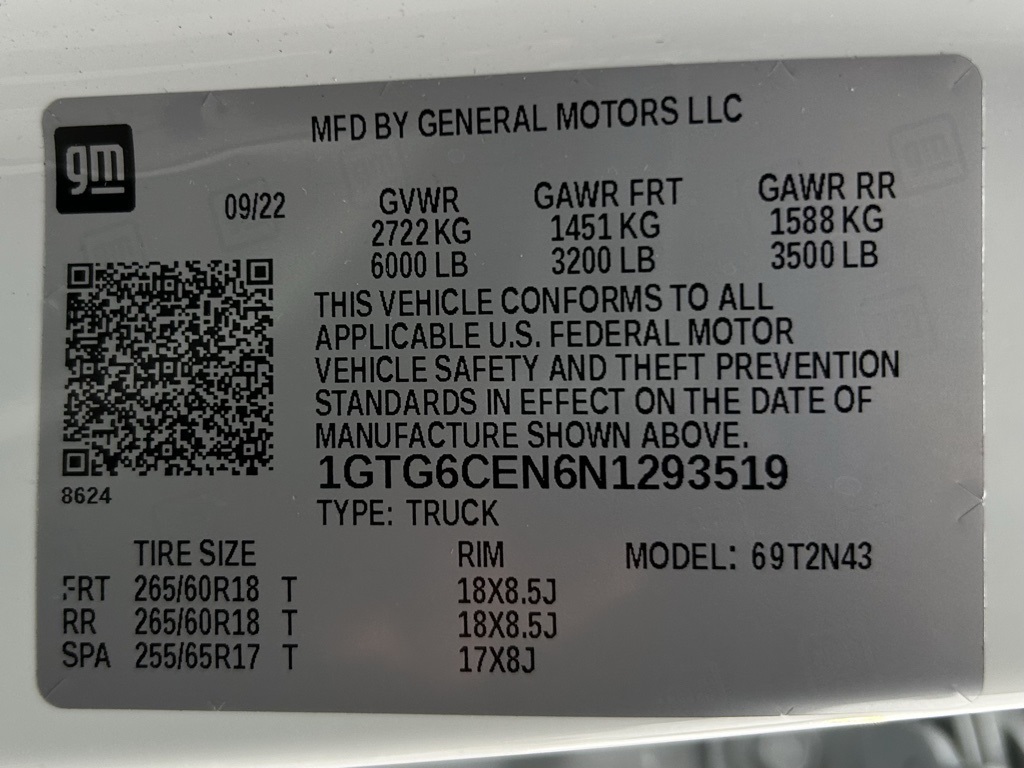 MFD BY GENERAL MOTORS LLC
gm
09/22 GVWR GAWR FRT GAWR RR
2722 KG 1451 KG 1588 KG
6000 LB 3200 LB 3500 LB
THIS VEHICLE CONFORMS TO ALL
APPLICABLE U.S. FEDERAL MOTOR
VEHICLE SAFETY AND THEFT PREVENTION
STANDARDS IN EFFECT ON THE DATE OF
MANUFACTURE SHOWN ABOVE.
1GTG6CEN6N1293519
8624
TYPE: TRUCK
TIRE SIZE RIM MODEL: 69T2N43
FRT 265/60R18 T 18X8.5J
RR 265/60R18 T 18X8.5J
SPA 255/65R17 T 17X8J